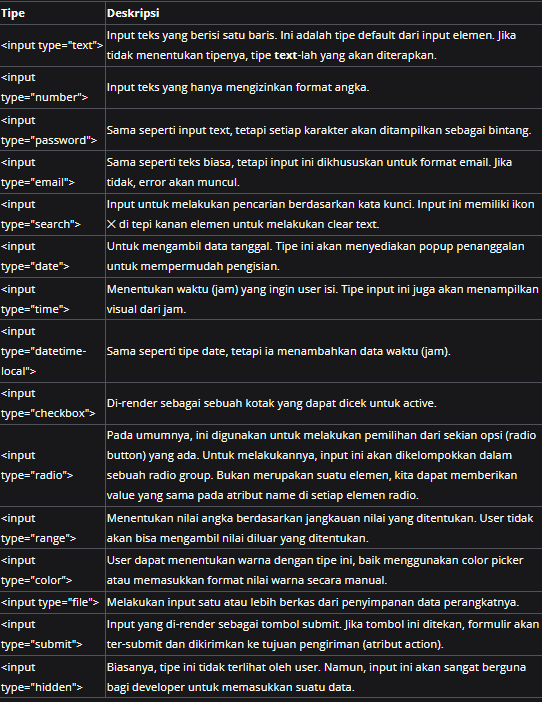 Tipe Deskripsi
<input type="text"> Input teks yang berisi satu baris. Ini adalah tipe default dari input elemen. Jika
tidak menentukan tipenya, tipe text-lah yang akan diterapkan.
<input
type="number"> Input teks yang hanya mengizinkan format angka.
<input
type="password"> Sama seperti input text, tetapi setiap karakter akan ditampilkan sebagai bintang.
<input
type="email"> Sama seperti teks biasa, tetapi input ini dikhususkan untuk format email. Jika
tidak, error akan muncul.
<input
type="search"> Input untuk melakukan pencarian berdasarkan kata kunci. Input ini memiliki ikon
╳ di tepi kanan elemen untuk melakukan clear text.
<input
type="date"> Untuk mengambil data tanggal. Tipe ini akan menyediakan popup penanggalan
untuk mempermudah pengisian.
<input
type="time"> Menentukan waktu (jam) yang ingin user isi. Tipe input ini juga akan menampilkan
visual dari jam.
<input
type="datetime-
local"> Sama seperti tipe date, tetapi ia menambahkan data waktu (jam).
<input
type="checkbox"> Di-render sebagai sebuah kotak yang dapat dicek untuk active.
<input
type="radio"> Pada umumnya, ini digunakan untuk melakukan pemilihan dari sekian opsi (radio
button) yang ada. Untuk melakukannya, input ini akan dikelompokkan dalam
sebuah radio group. Bukan merupakan suatu elemen, kita dapat memberikan
value yang sama pada atribut name di setiap elemen radio.
<input
type="range"> Menentukan nilai angka berdasarkan jangkauan nilai yang ditentukan. User tidak
akan bisa mengambil nilai diluar yang ditentukan.
<input
type="color"> User dapat menentukan warna dengan tipe ini, baik menggunakan color picker
atau memasukkan format nilai warna secara manual.
<input type="file"> Melakukan input satu atau lebih berkas dari penyimpanan data perangkatnya.
<input
type="submit"> Input yang di-render sebagai tombol submit. Jika tombol ini ditekan, formulir akan
ter-submit dan dikirimkan ke tujuan pengiriman (atribut action).
<input
type="hidden"> Biasanya, tipe ini tidak terlihat oleh user. Namun, input ini akan sangat berguna
bagi developer untuk memasukkan suatu data.